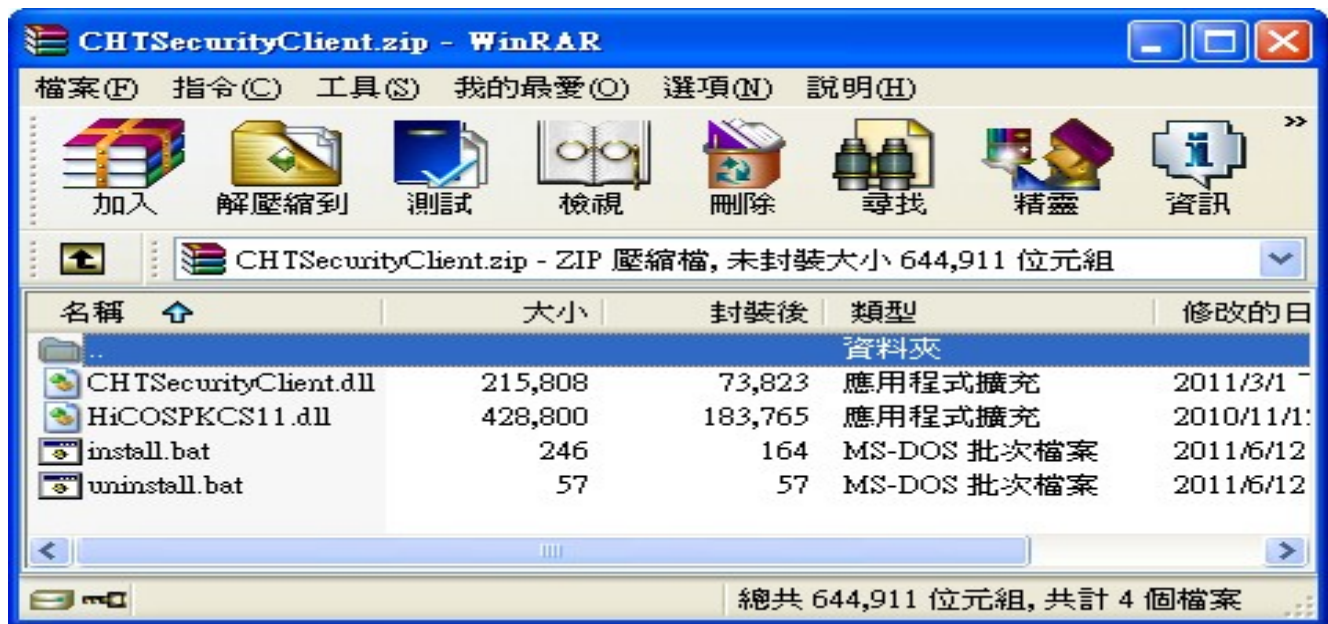 CHTSecurityClient.zip - WinRAR
檔案(F) 指令(C) 工具(S) 我的最愛(O) 選項(N) 說明(H)
加入 解壓縮到 測試 檢視 刪除 尋找 精靈 資訊
CHTSecurityClient.zip - ZIP 壓縮檔, 未封裝大小 644,911 位元組
名稱 大小 封裝後 類型 修改的日
.. 資料夾
CHTSecurityClient.dll 215,808 73,823 應用程式擴充 2011/3/1
HiCOSPKCS11.dll 428,800 183,765 應用程式擴充 2010/11/1
install.bat 246 164 MS-DOS 批次檔案 2011/6/12
uninstall.bat 57 57 MS-DOS 批次檔案 2011/6/12
總共 644,911 位元組, 共計 4 個檔案